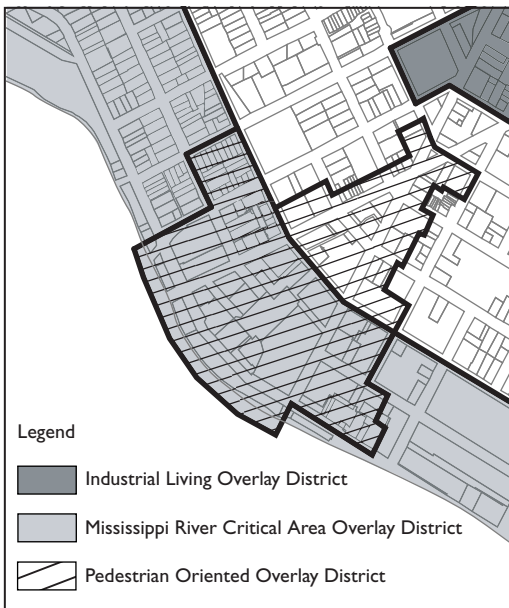 Legend
Industrial Living Overlay District
Mississippi River Critical Area Overlay District
Pedestrian Oriented Overlay District